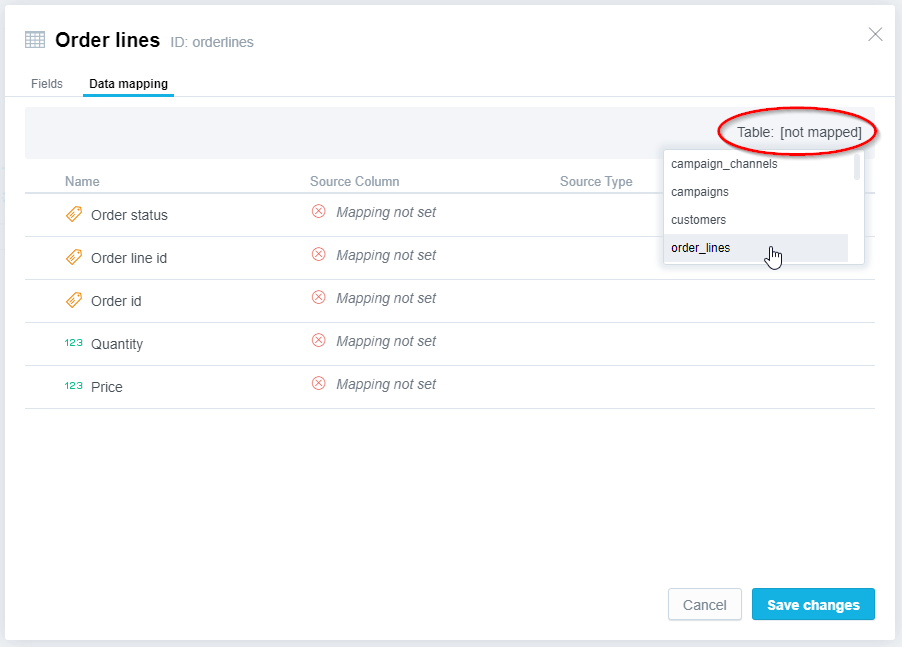 Order lines ID: orderlines
Fields Data mapping
Table: [not mapped]
campaign_channels
campaigns
customers
order_lines
Name Source Column Source Type
Order status Mapping not set
Order line id Mapping not set
Order id Mapping not set
123 Quantity Mapping not set
123 Price Mapping not set
Cancel Save changes